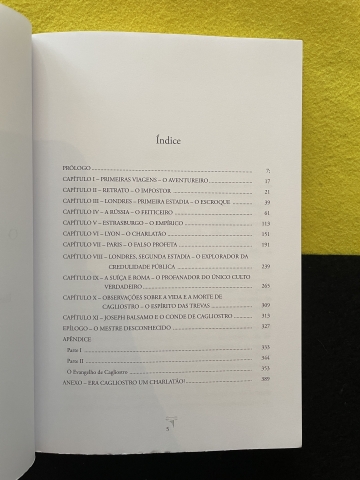 Índice
PRÓLOGO 7
CAPÍTULO I – PRIMEIRAS VIAGENS – O AVENTUREIRO 17
CAPÍTULO II – RETRATO – O IMPOSTOR 21
CAPÍTULO III – LONDRES – PRIMEIRA ESTADIA – O ESCROQUE 39
CAPÍTULO IV – A RÚSSIA – O FEITICEIRO 61
CAPÍTULO V – ESTRASBURGO – O EMPÍRICO 113
CAPÍTULO VI – LYON – O CHARLATÃO 151
CAPÍTULO VII – PARIS – O FALSO PROFETA 191
CAPÍTULO VIII – LONDRES, SEGUNDA ESTADIA – O EXPLORADOR DA
CREDULIDADE PÚBLICA 239
CAPÍTULO IX – A SUÍÇA E ROMA – O PROFANADOR DO ÚNICO CULTO
VERDADEIRO 265
CAPÍTULO X – OBSERVAÇÕES SOBRE A VIDA E A MORTE DE
CAGLIOSTRO – O ESPÍRITO DAS TREVAS 309
CAPÍTULO XI – JOSEPH BALSAMO E O CONDE DE CAGLIOSTRO 313
EPÍLOGO – O MESTRE DESCONHECIDO 327
APÊNDICE
Parte I 333
Parte II 344
O Evangelho de Cagliostro 353
ANEXO – ERA CAGLIOSTRO UM CHARLATÃO? 389
5